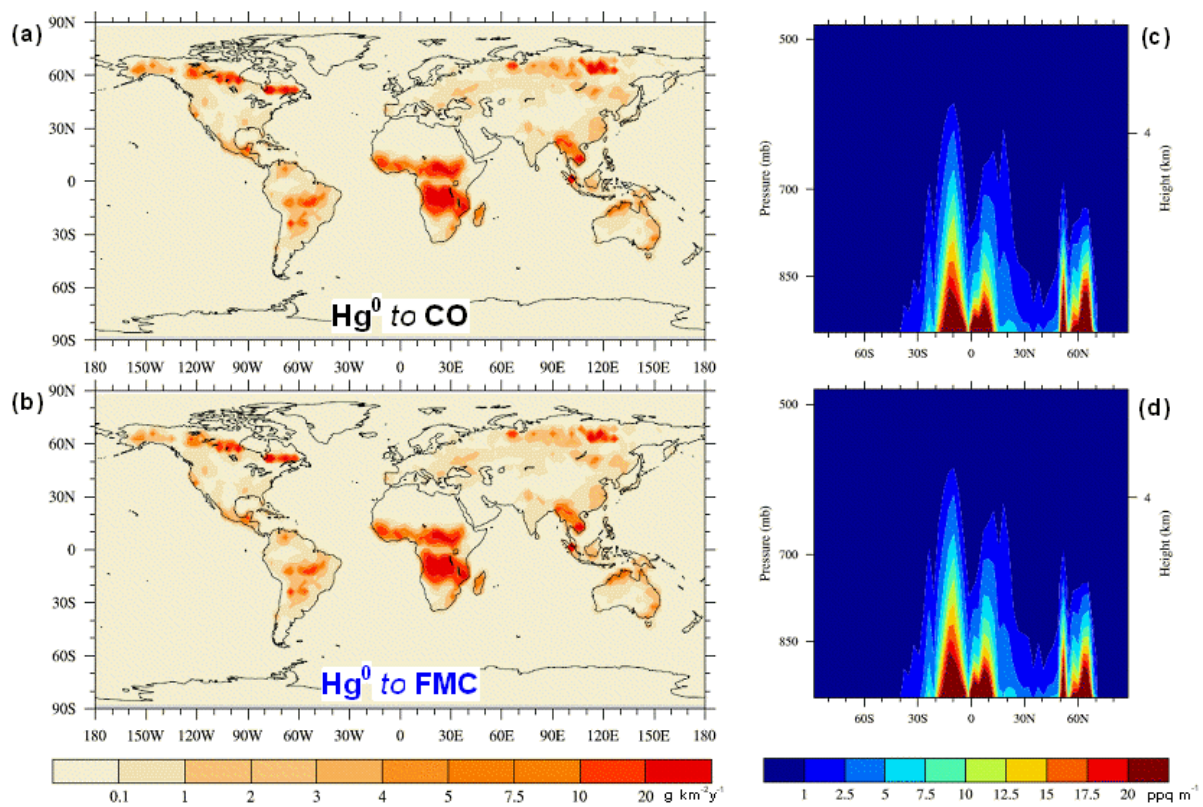 (a)
90N
60N
30N
0
30S
60S
90S
Hg⁰ to CO
180 150W 120W 90W 60W 30W 0 30E 60E 90E 120E 150E 180
(b)
90N
60N
30N
0
30S
60S
90S
Hg⁰ to FMC
180 150W 120W 90W 60W 30W 0 30E 60E 90E 120E 150E 180
0.1 1 2 3 4 5 7.5 10 20 g km⁻²y⁻¹
(c)
500
700
850
Pressure (mb)
4
Height (km)
60S 30S 0 30N 60N
(d)
500
700
850
Pressure (mb)
4
Height (km)
60S 30S 0 30N 60N
1 2.5 5 7.5 10 12.5 15 17.5 20 ppq m⁻¹